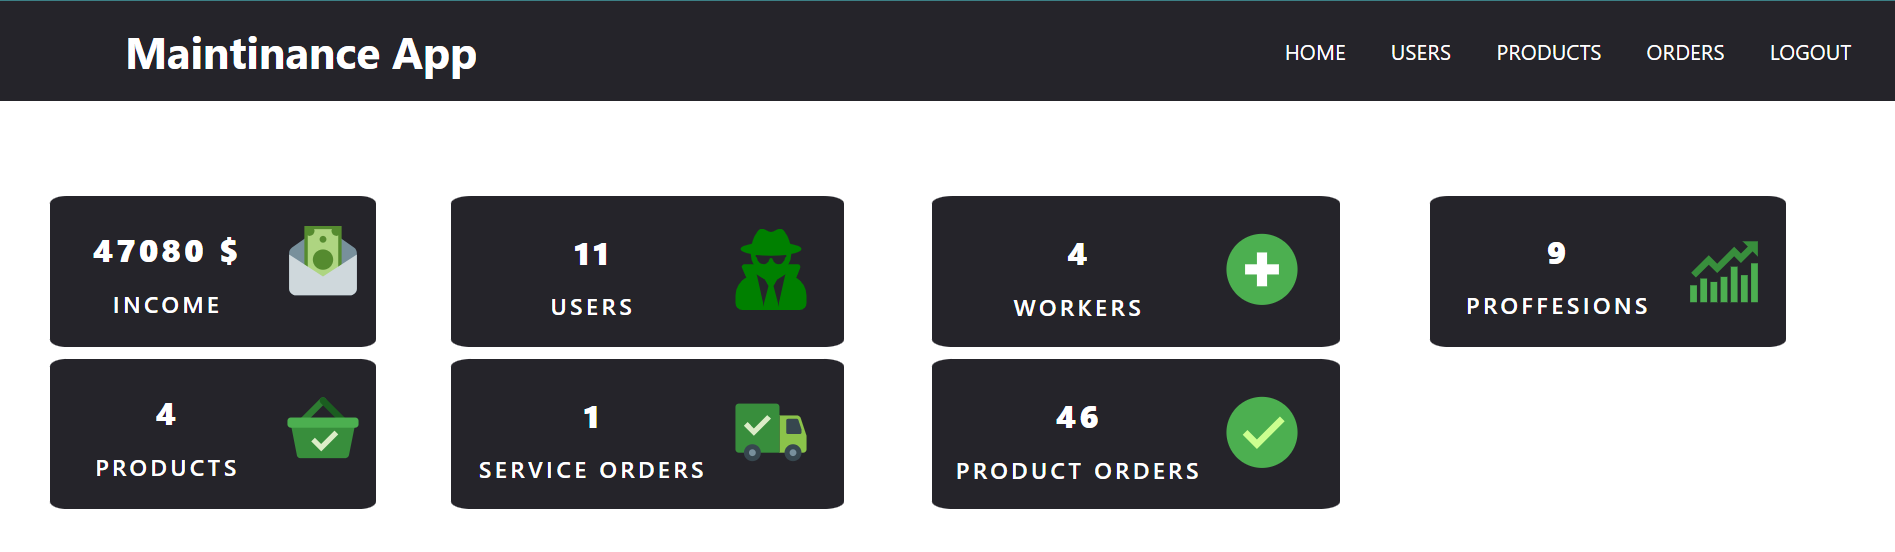 Maintinance App
HOME USERS PRODUCTS ORDERS LOGOUT
47080 $
INCOME
11
USERS
4
WORKERS
9
PROFFESIONS
4
PRODUCTS
1
SERVICE ORDERS
46
PRODUCT ORDERS